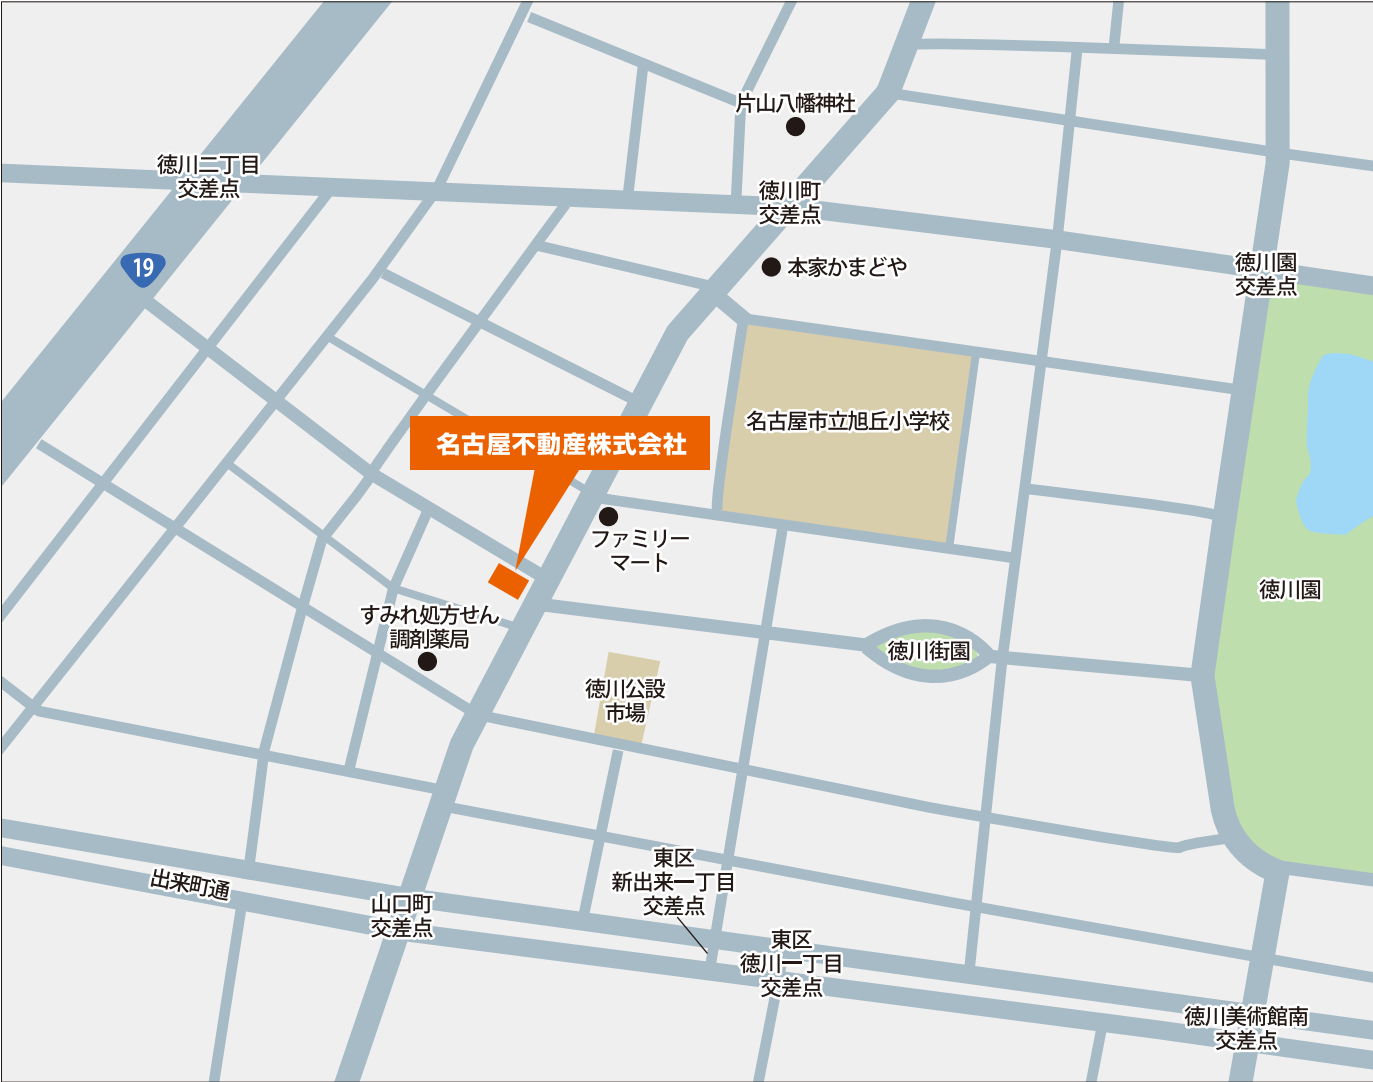 片山八幡神社
徳川二丁目
交差点
徳川町
交差点
19
本家かまどや
徳川園
交差点
名古屋市立旭丘小学校
名古屋不動産株式会社
ファミリー
マート
徳川園
すみれ処方せん
調剤薬局
徳川街園
徳川公設
市場
東区
新出来一丁目
交差点
出来町通
山口町
交差点
東区
徳川一丁目
交差点
徳川美術館南
交差点